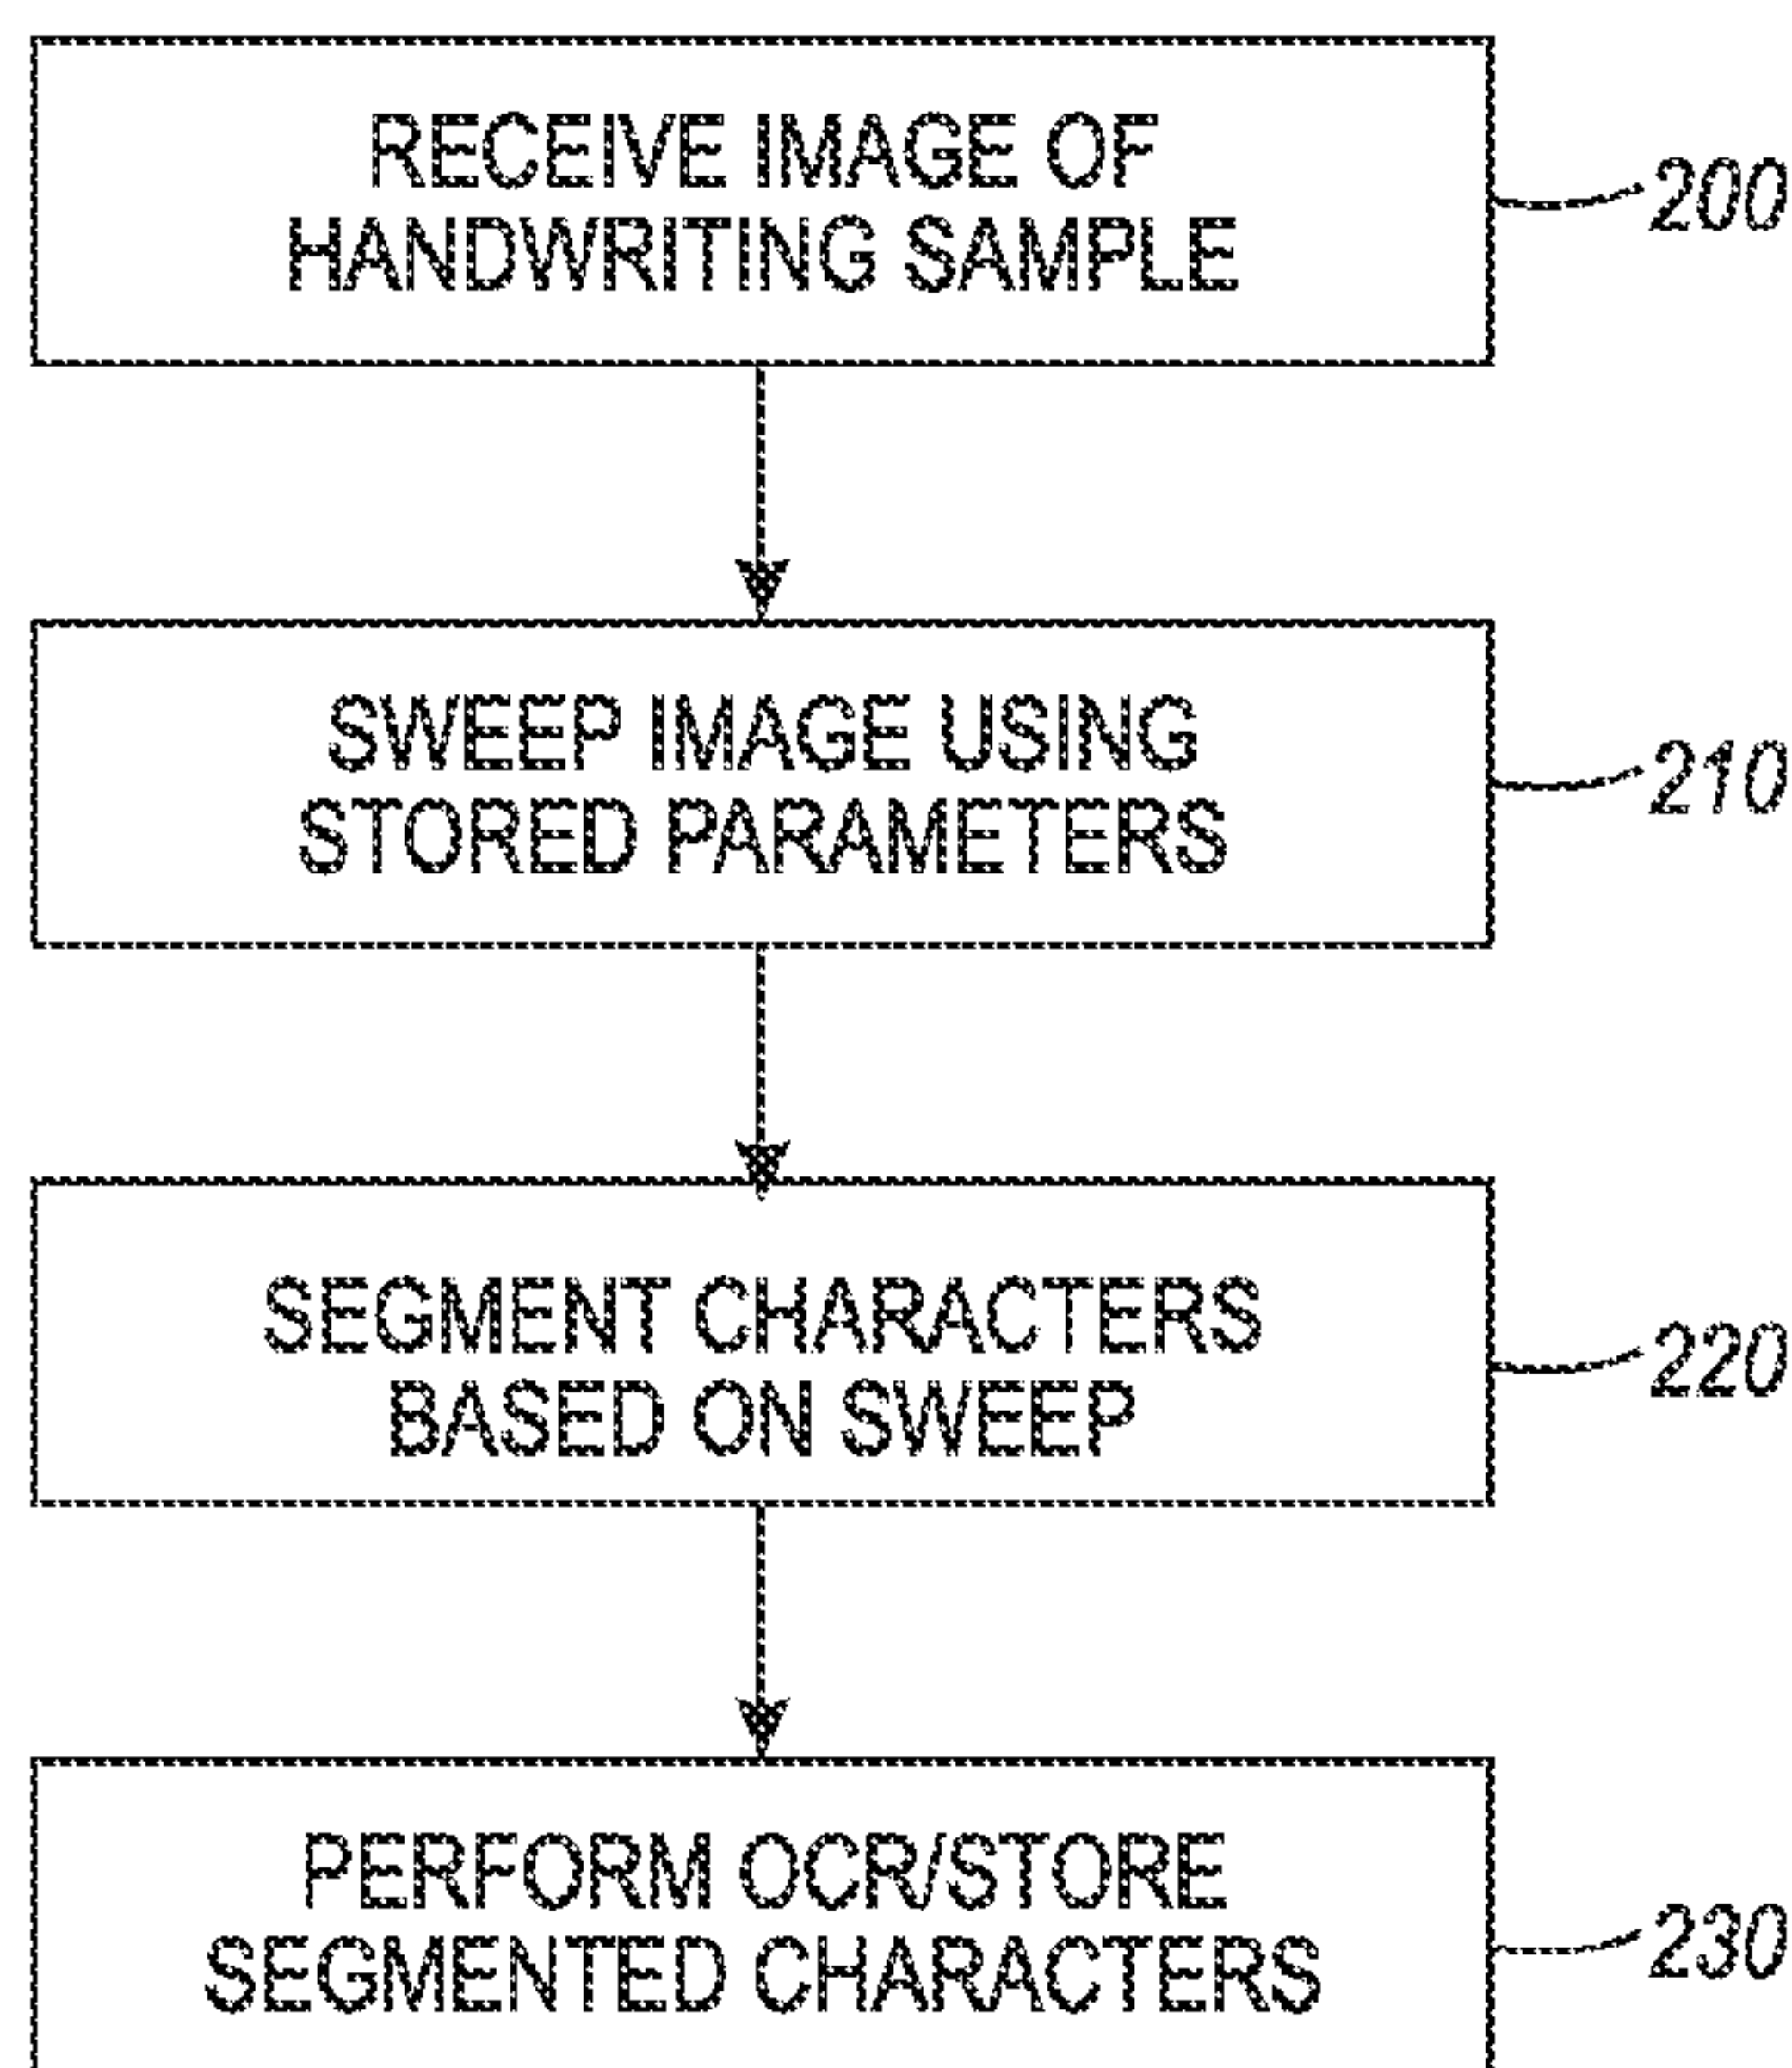 RECEIVE IMAGE OF
HANDWRITING SAMPLE
200
SWEEP IMAGE USING
STORED PARAMETERS
210
SEGMENT CHARACTERS
BASED ON SWEEP
220
PERFORM OCR/STORE
SEGMENTED CHARACTERS
230